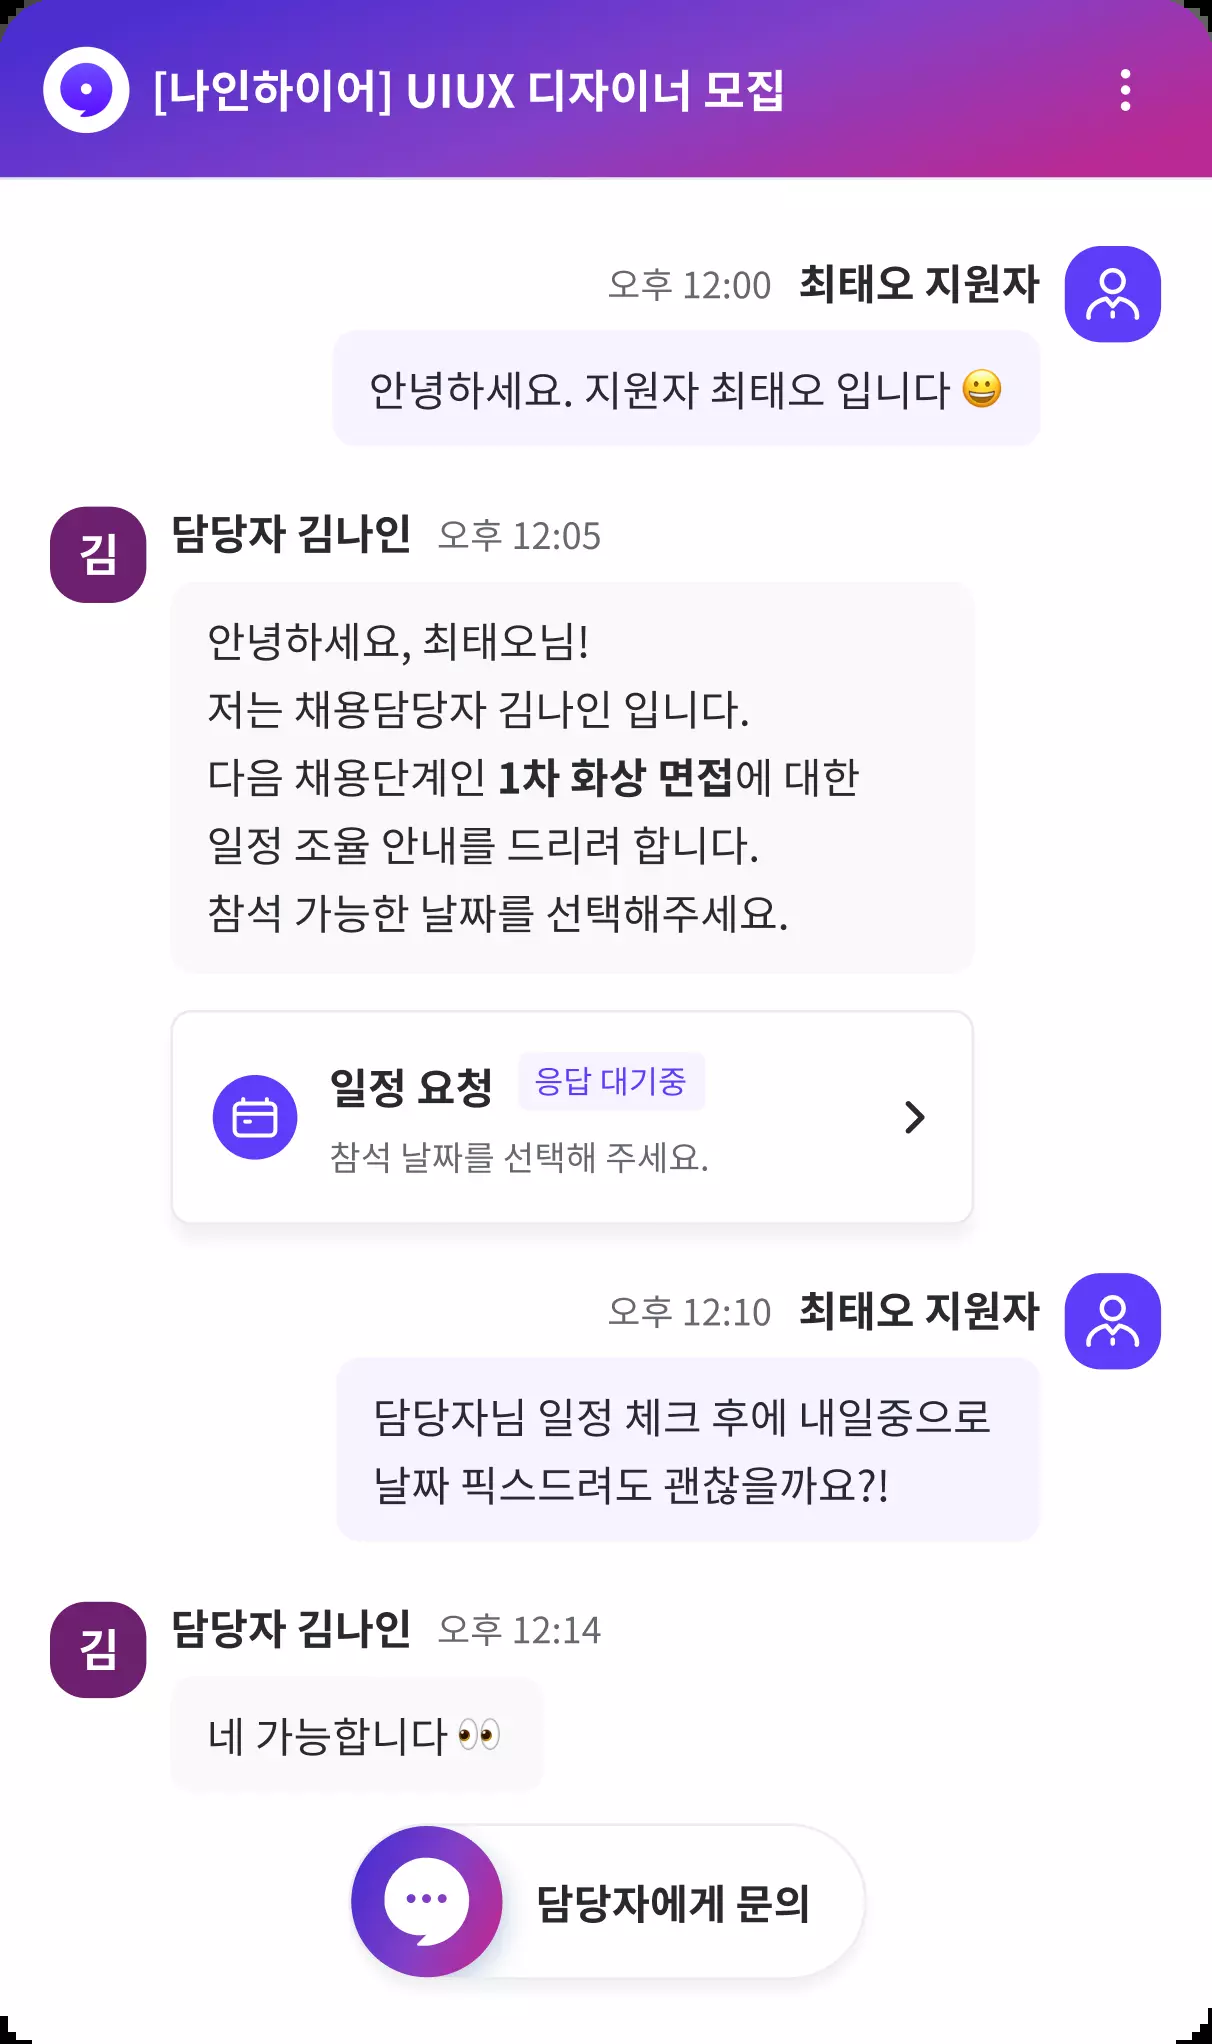 [나인하이어] UIUX 디자이너 모집
오후 12:00 최태오 지원자
안녕하세요. 지원자 최태오 입니다 😀
김
담당자 김나인 오후 12:05
안녕하세요, 최태오님!
저는 채용담당자 김나인 입니다.
다음 채용단계인 1차 화상 면접에 대한
일정 조율 안내를 드리려 합니다.
참석 가능한 날짜를 선택해주세요.
일정 요청 응답 대기중
참석 날짜를 선택해 주세요.
오후 12:10 최태오 지원자
담당자님 일정 체크 후에 내일중으로
날짜 픽스드려도 괜찮을까요?!
김
담당자 김나인 오후 12:14
네 가능합니다 👀
담당자에게 문의